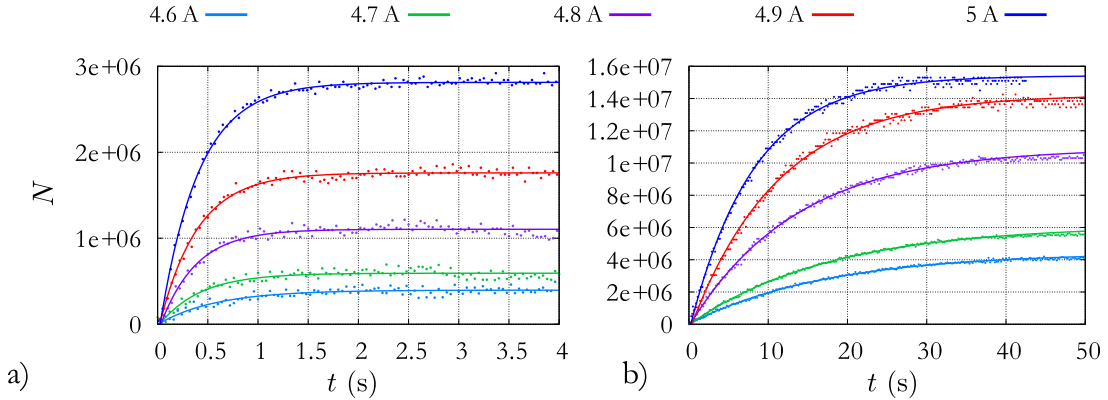 4.6 A 4.7 A 4.8 A 4.9 A 5 A
3e+06
2e+06
1e+06
0
N
0 0.5 1 1.5 2 2.5 3 3.5 4
t (s)
a)
1.6e+07
1.4e+07
1.2e+07
1e+07
8e+06
6e+06
4e+06
2e+06
0
0 10 20 30 40 50
t (s)
b)